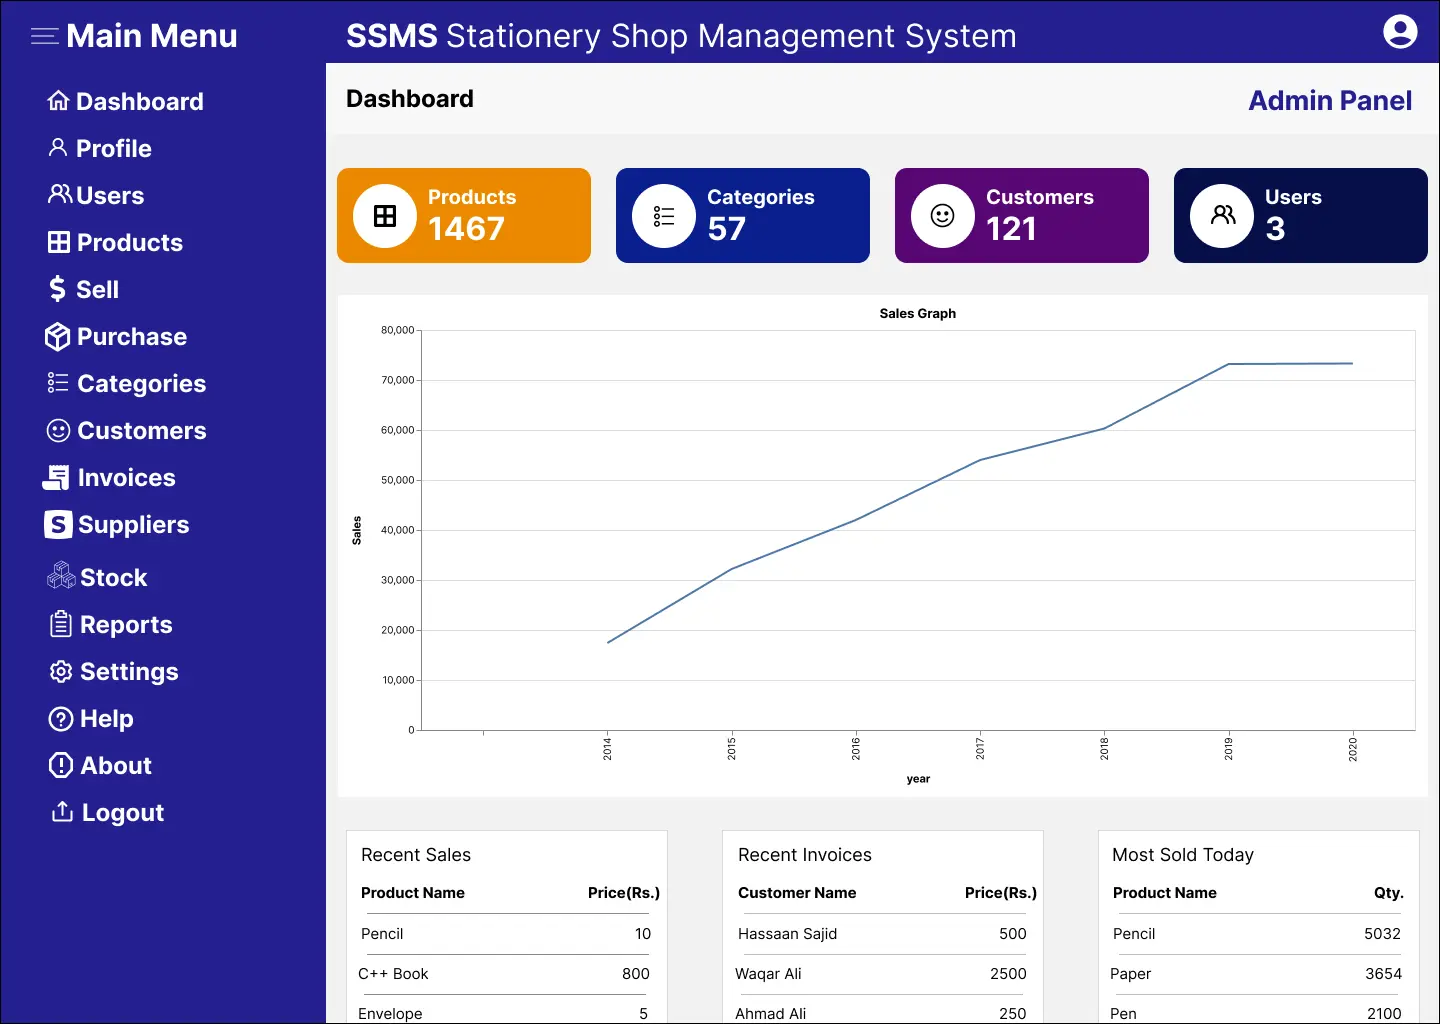 Main Menu
SSMS Stationery Shop Management System
Dashboard
Profile
Users
Products
Sell
Purchase
Categories
Customers
Invoices
S Suppliers
Stock
Reports
Settings
Help
About
Logout
Dashboard
Admin Panel
Products
1467
Categories
57
Customers
121
Users
3
Sales Graph
80,000
70,000
60,000
50,000
40,000
30,000
20,000
10,000
0
Sales
2014
2015
2016
2017
2018
2019
2020
year
Recent Sales
Product Name Price(Rs.)
Pencil 10
C++ Book 800
Envelope 5
Recent Invoices
Customer Name Price(Rs.)
Hassaan Sajid 500
Waqar Ali 2500
Ahmad Ali 250
Most Sold Today
Product Name Qty.
Pencil 5032
Paper 3654
Pen 2100